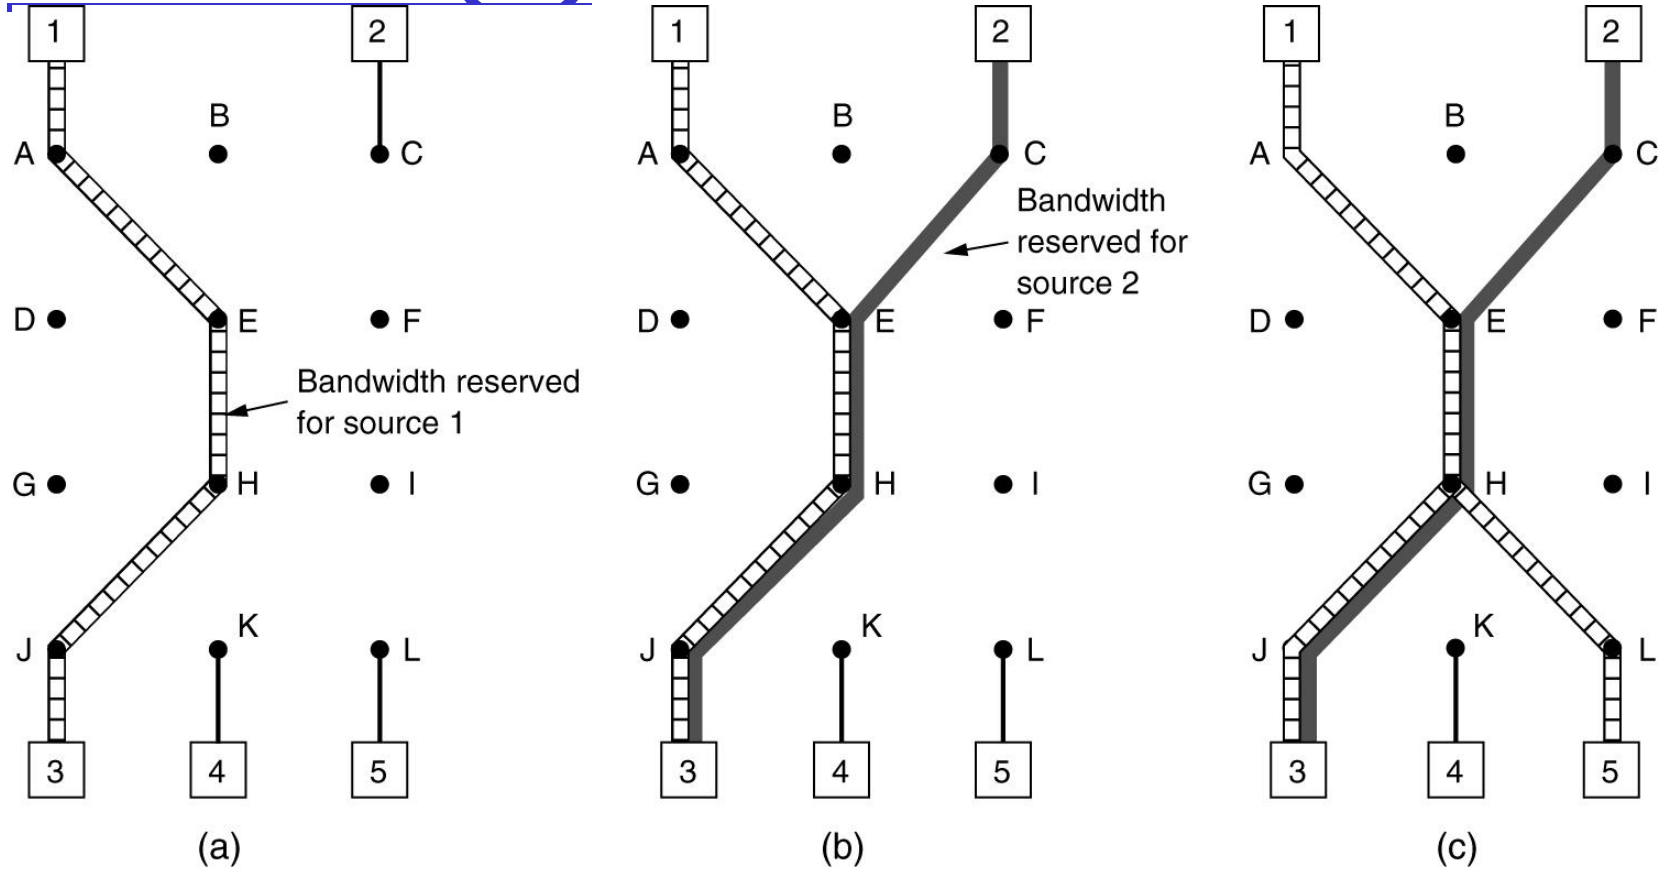 1
2
B
A
C
D
E
F
Bandwidth reserved
for source 1
G
H
I
J
K
L
3
4
5
(a)
1
2
B
A
C
Bandwidth
reserved for
source 2
D
E
F
G
H
I
J
K
L
3
4
5
(b)
1
2
B
A
C
D
E
F
G
H
I
J
K
L
3
4
5
(c)